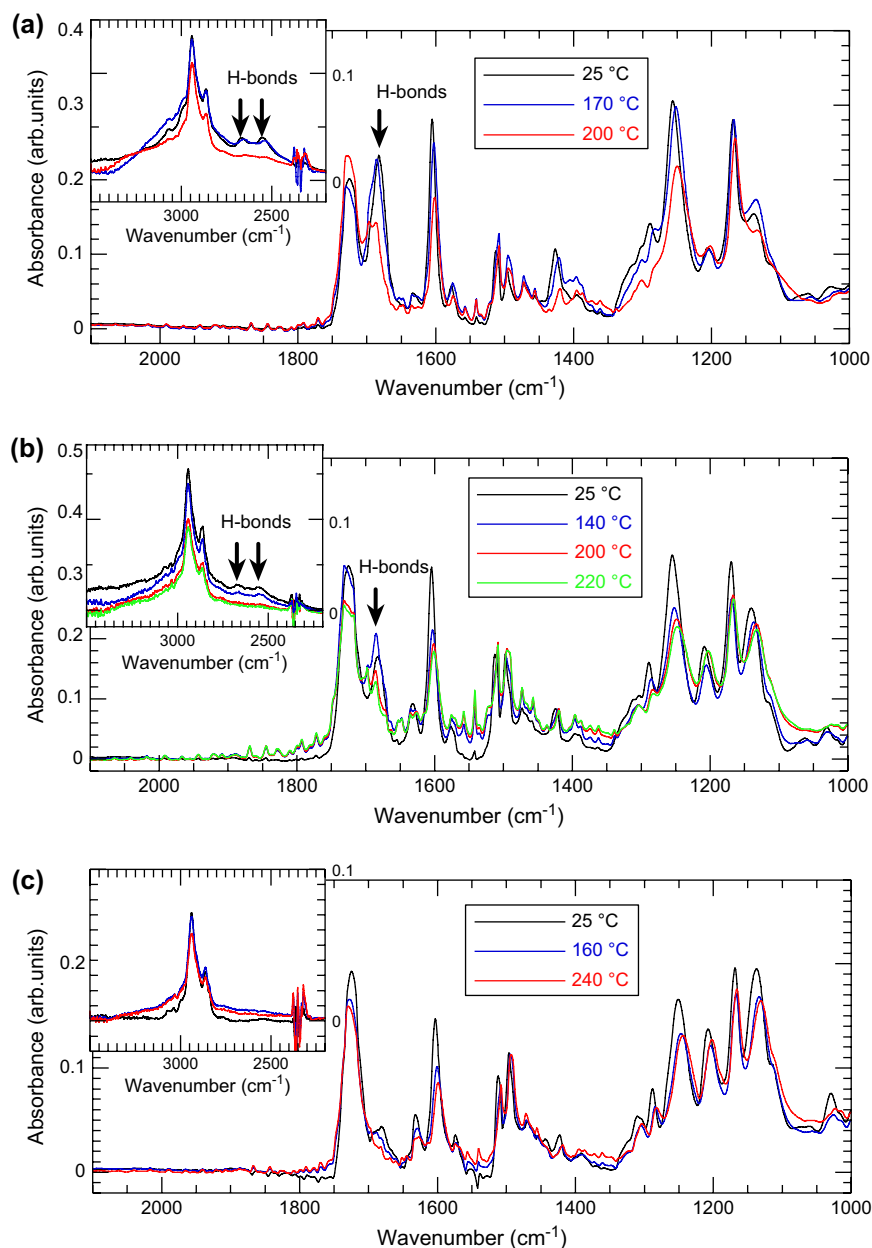 (a)
0.4
0.3
0.2
0.1
0
Absorbance (arb.units)
H-bonds
0.1
0
3000
2500
Wavenumber (cm-1)
H-bonds
25 °C
170 °C
200 °C
2000
1800
1600
1400
1200
1000
Wavenumber (cm-1)
(b)
0.5
0.4
0.3
0.2
0.1
0
Absorbance (arb.units)
H-bonds
0.1
0
3000
2500
Wavenumber (cm-1)
H-bonds
25 °C
140 °C
200 °C
220 °C
2000
1800
1600
1400
1200
1000
Wavenumber (cm-1)
(c)
0.2
0.1
0
Absorbance (arb.units)
0.1
0
3000
2500
Wavenumber (cm-1)
25 °C
160 °C
240 °C
2000
1800
1600
1400
1200
1000
Wavenumber (cm-1)